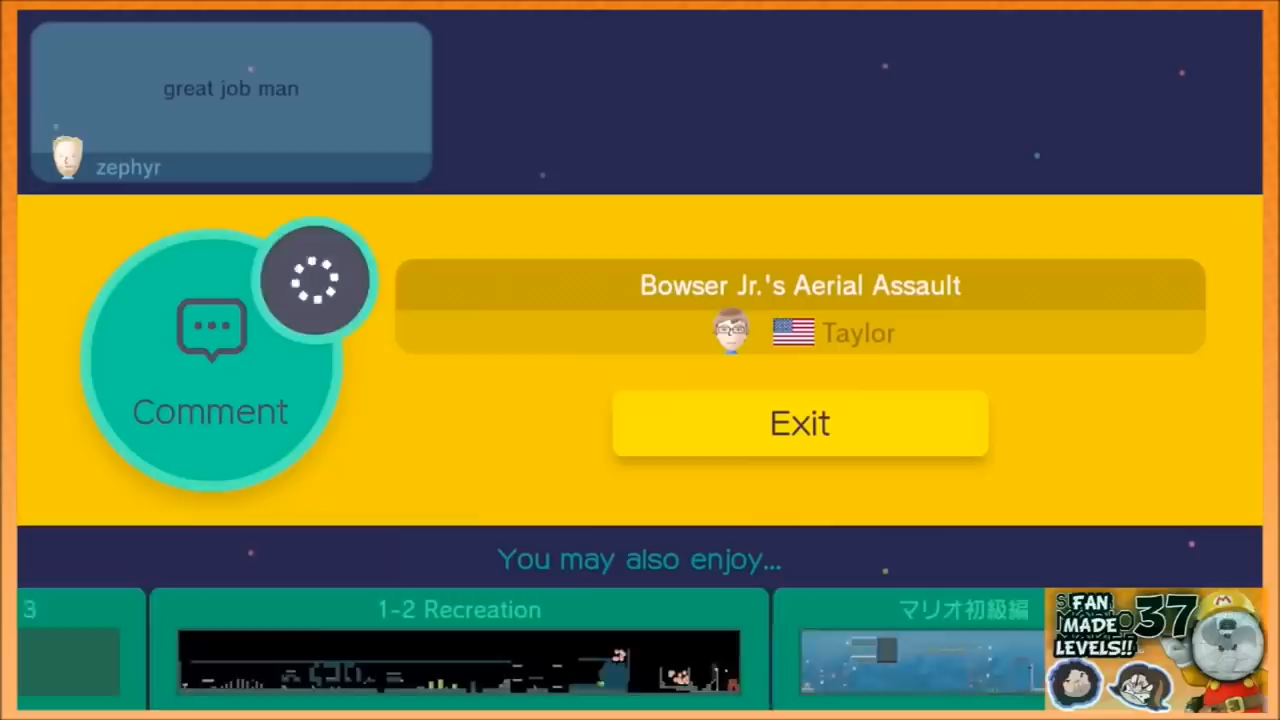 great job man
zephyr
Bowser Jr.'s Aerial Assault
Taylor
Comment
Exit
You may also enjoy...
3
1-2 Recreation
マリオ初級編
FAN
MADE
LEVELS!!
37